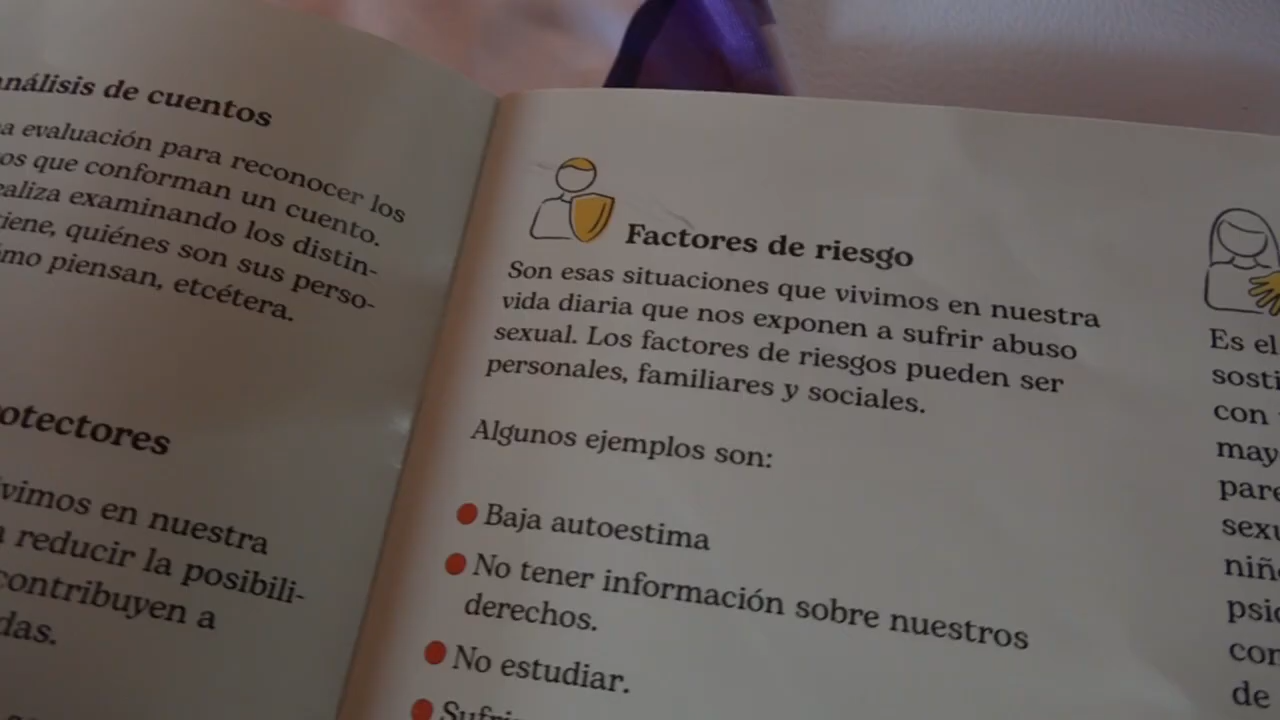 análisis de cuentos
a evaluación para reconocer los
os que conforman un cuento.
ealiza examinando los distin-
tiene, quiénes son sus perso-
ómo piensan, etcétera.
otectores
vimos en nuestra
a reducir la posibili-
contribuyen a
das.
Factores de riesgo
Son esas situaciones que vivimos en nuestra
vida diaria que nos exponen a sufrir abuso
sexual. Los factores de riesgos pueden ser
personales, familiares y sociales.
Algunos ejemplos son:
Baja autoestima
No tener información sobre nuestros
derechos.
No estudiar.
Es el
sosti
con
may
pare
sexu
niñ
psic
con
de